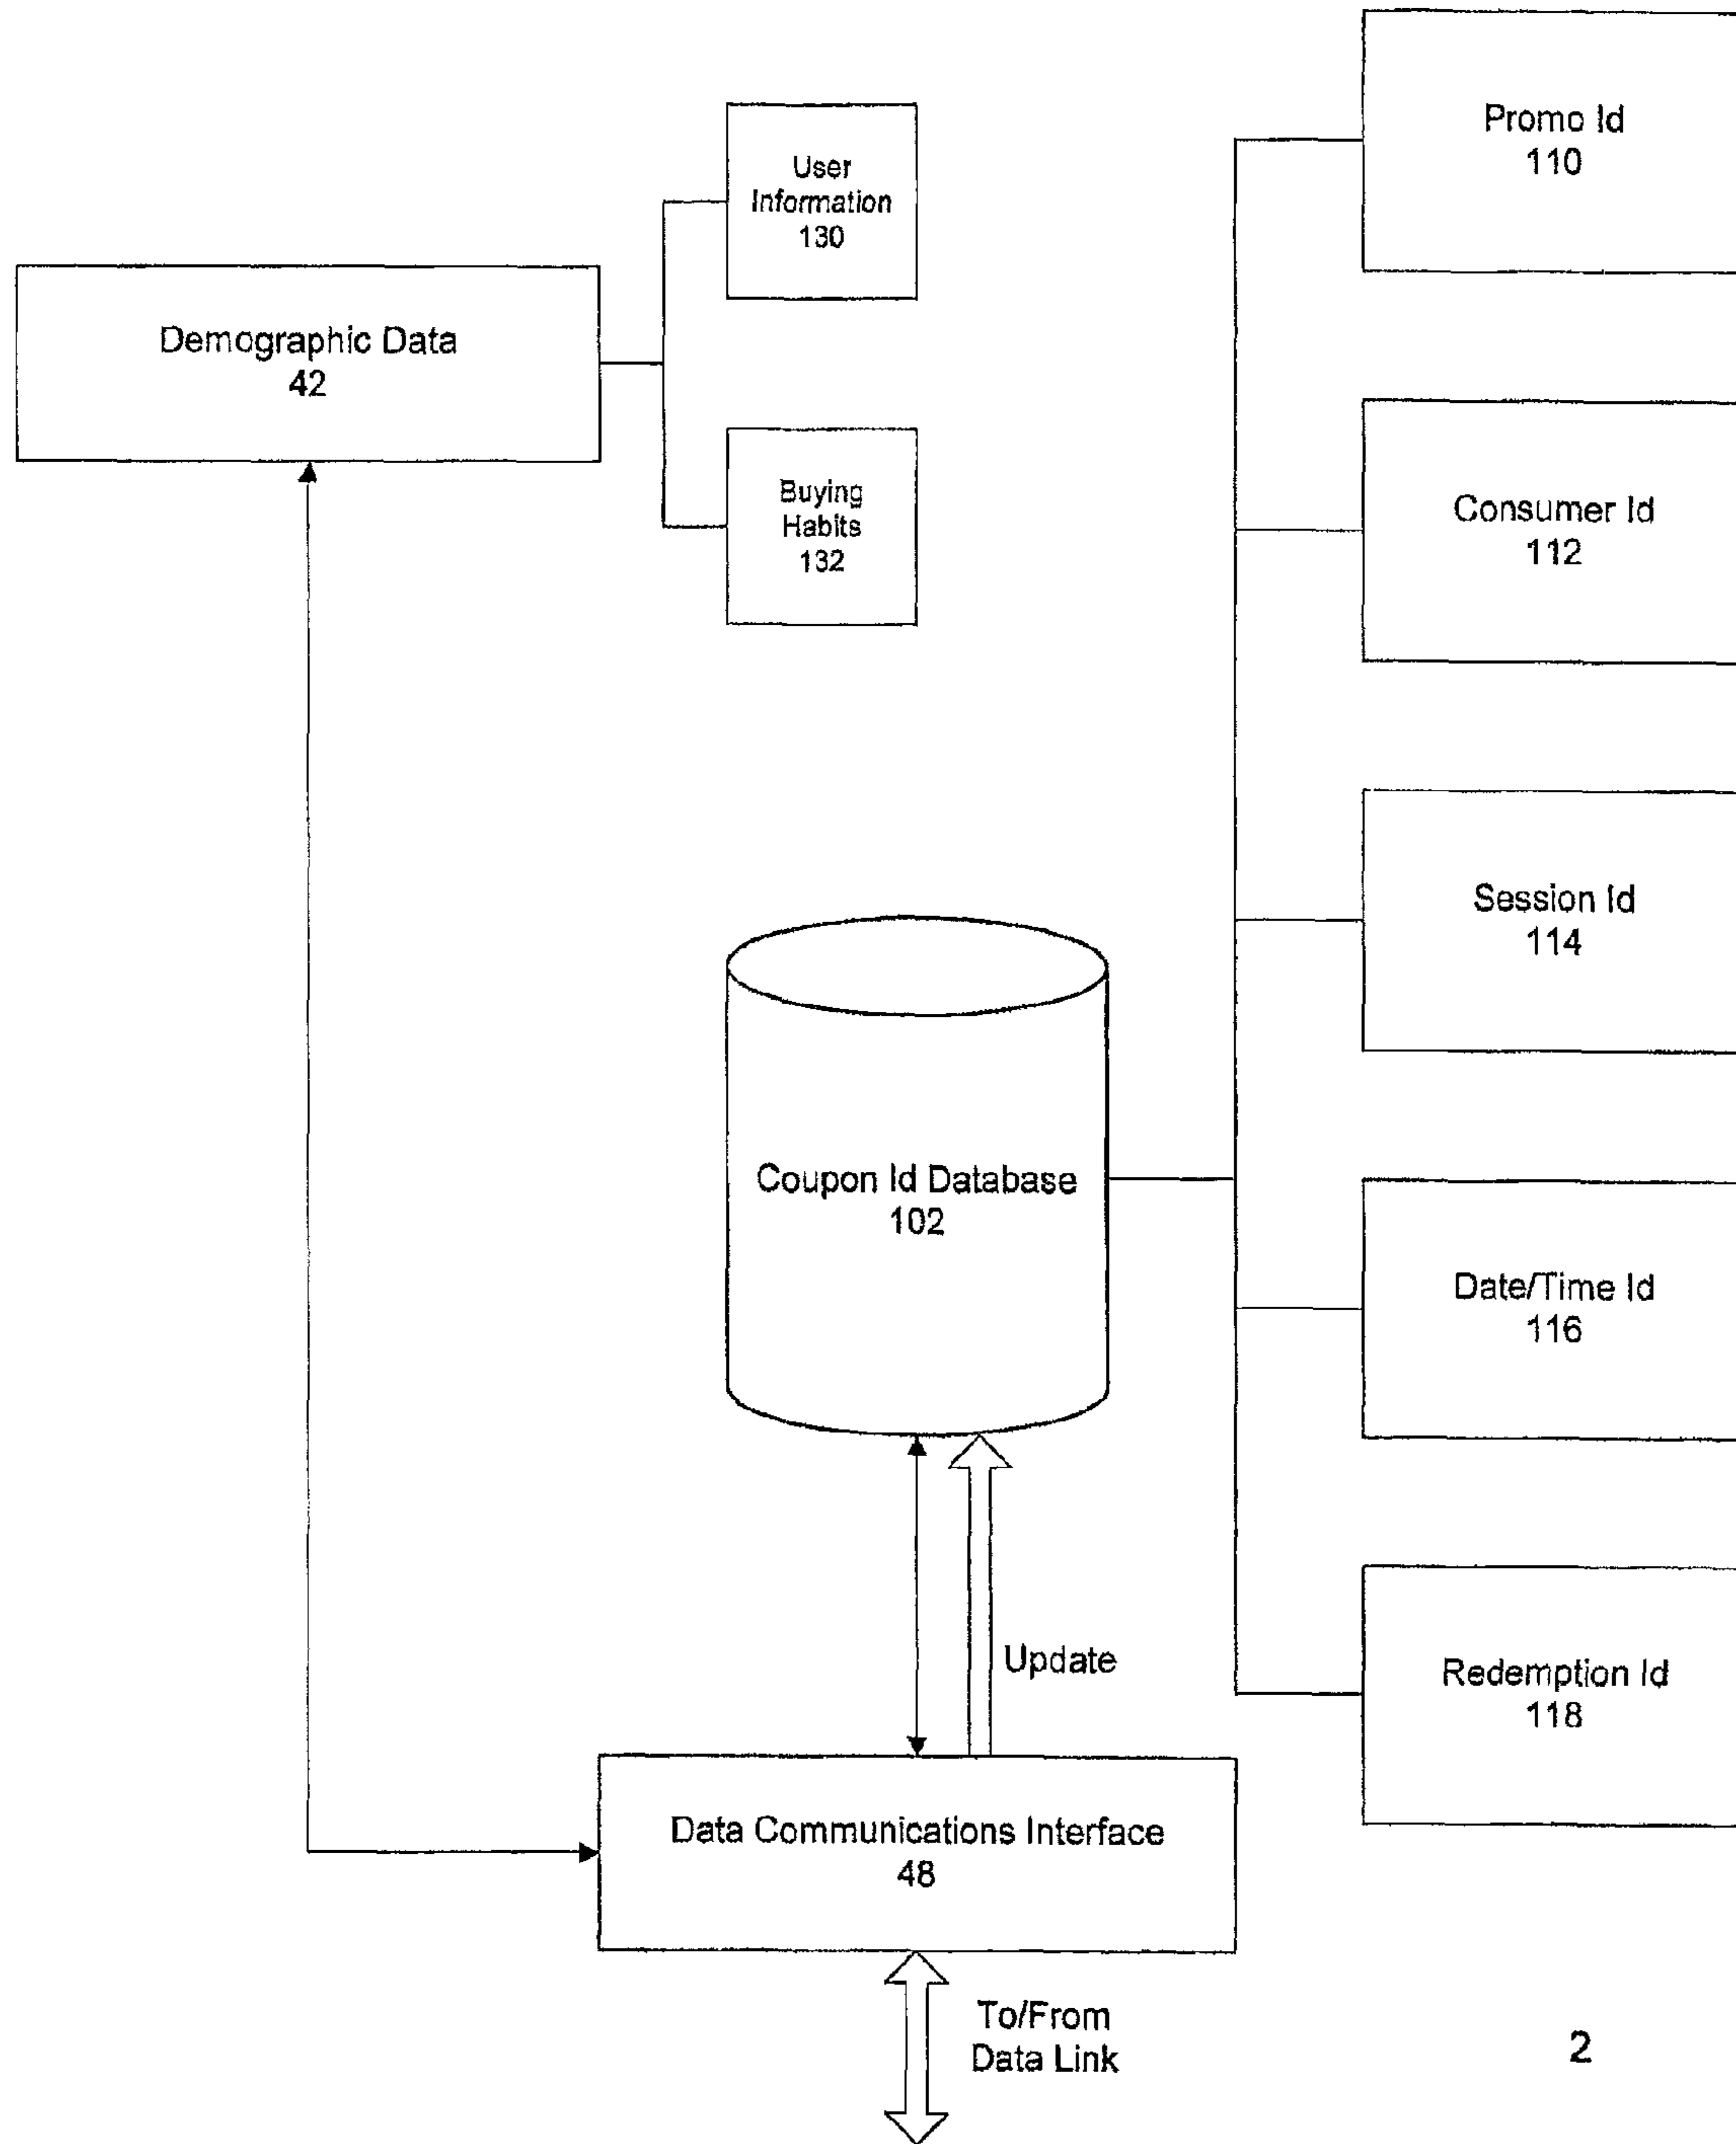 Promo Id
110
User
Information
130
Demographic Data
42
Consumer Id
112
Buying
Habits
132
Session Id
114
Coupon Id Database
102
Date/Time Id
116
Update
Redemption Id
118
Data Communications Interface
48
To/From
Data Link
2